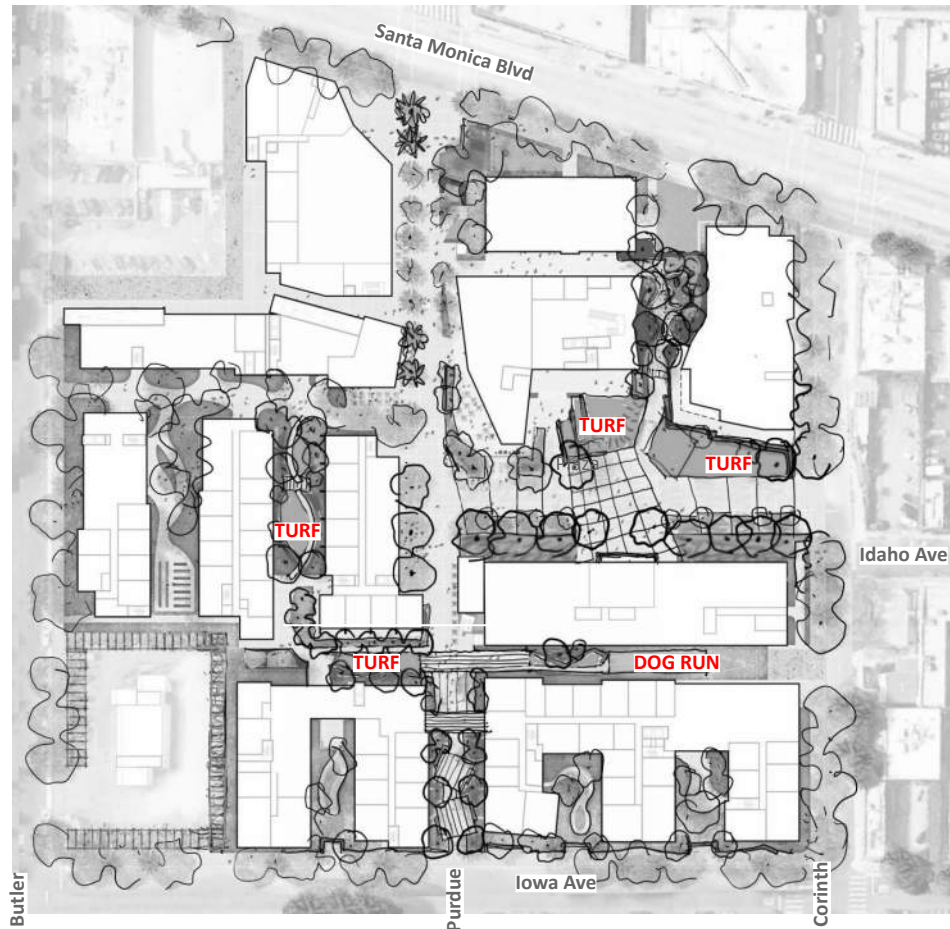 Santa Monica Blvd
TURF
TURF
TURF
Idaho Ave
TURF
DOG RUN
Butler
Purdue
Iowa Ave
Corinth